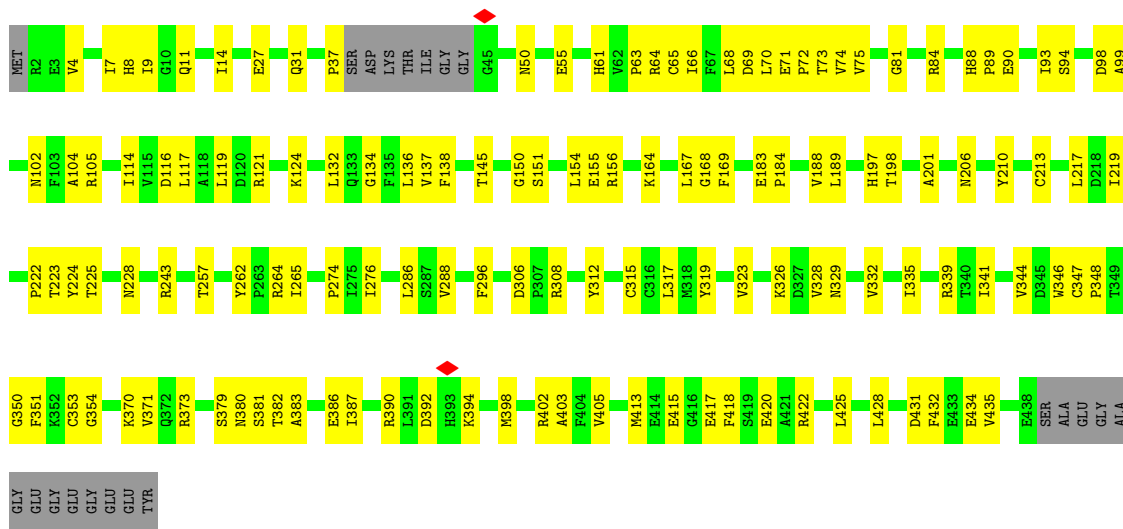 MET R2 E3 V4 I7 H8 I9 G10 Q11 I14 E27 Q31 P37 SER ASP LYS THR ILE GLY GLY G45 N50 E55 H61 V62 P63 R64 C65 I66 F67 L68 D69 L70 E71 P72 T73 V74 V75 G81 R84 H88 P89 E90 I93 S94 D98 A99
N102 F103 A104 R105 I114 V115 D116 L117 A118 L119 D120 R121 K124 L132 Q133 G134 F135 L136 V137 F138 T145 G150 S151 L154 E155 R156 K164 L167 G168 F169 E183 P184 V188 L189 H197 T198 A201 N206 Y210 C213 L217 D218 I219
P222 T223 Y224 T225 N228 R243 T257 Y262 P263 R264 I265 P274 I275 I276 L286 S287 V288 F296 D306 P307 R308 Y312 C315 C316 L317 M318 Y319 V323 K326 D327 V328 N329 V332 I335 R339 T340 I341 V344 D345 W346 C347 P348 T349
G350 F351 K352 C353 G354 K370 V371 Q372 R373 S379 N380 S381 T382 A383 E386 I387 R390 L391 D392 H393 K394 M398 R402 A403 F404 V405 M413 E414 E415 G416 E417 F418 S419 E420 A421 R422 L425 L428 D431 F432 E433 E434 V435 E438 SER ALA GLU GLY ALA
GLY GLU GLY GLU GLY GLU GLU TYR